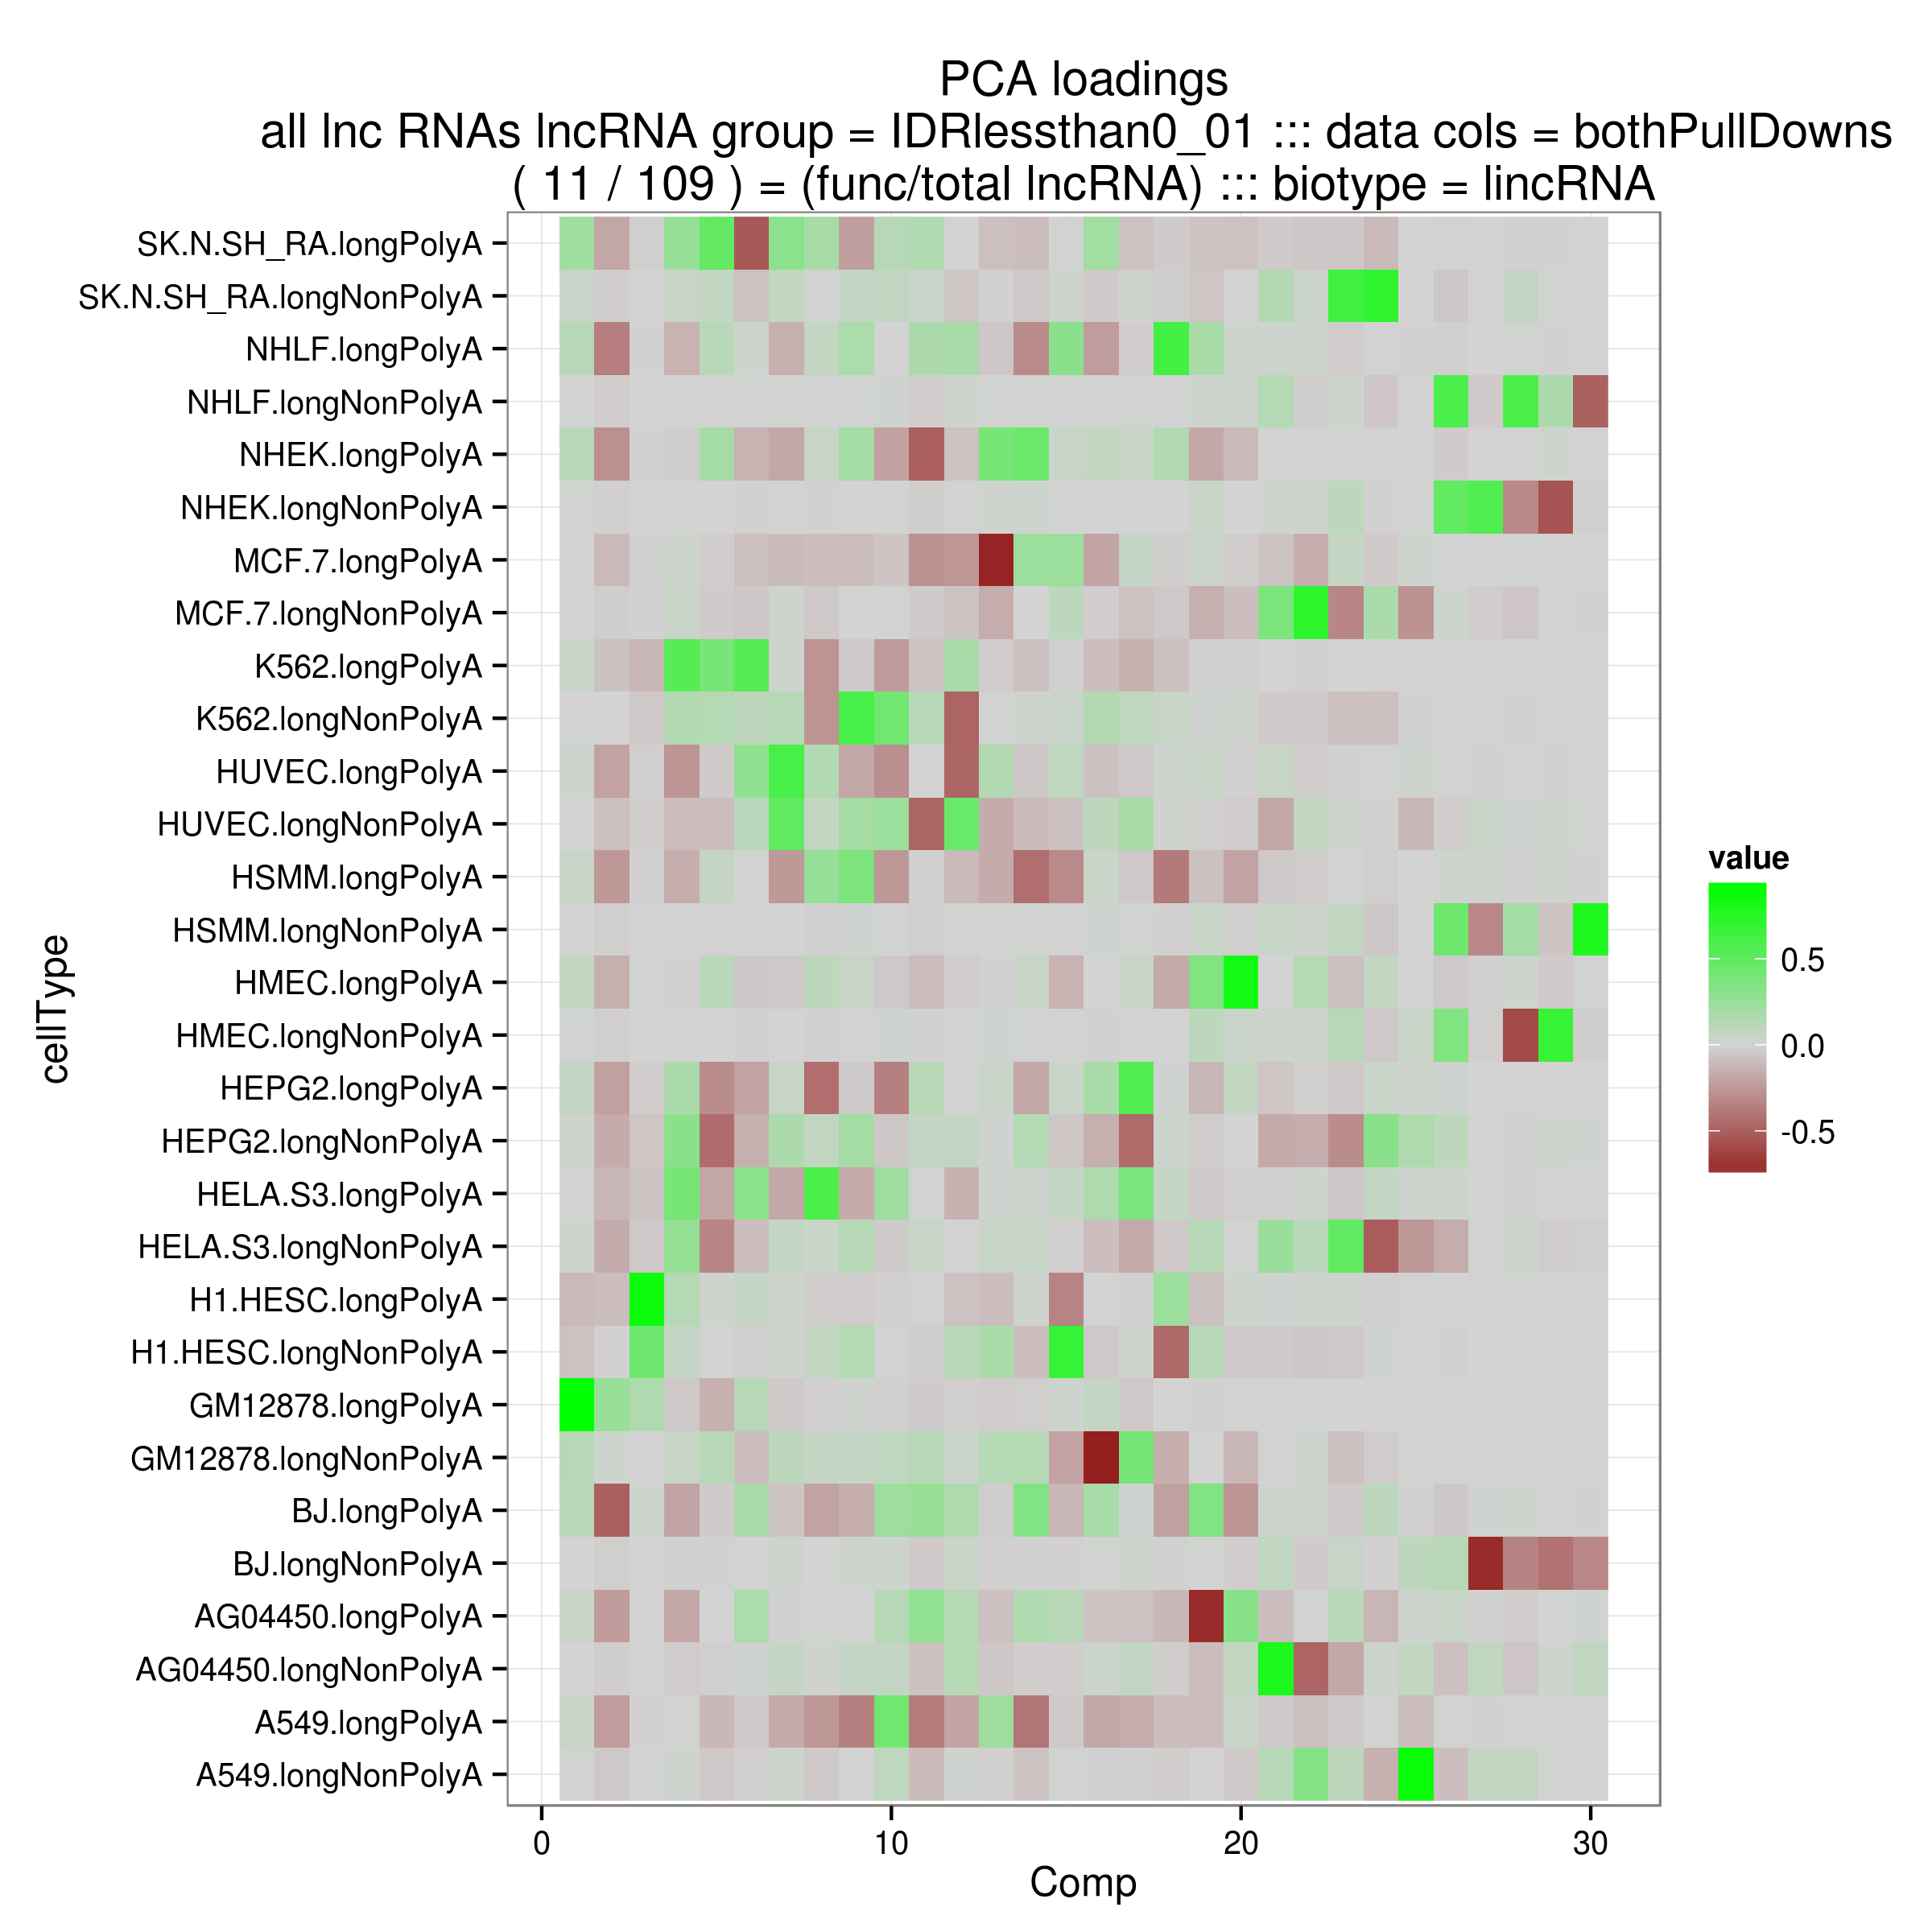 PCA loadings
all lnc RNAs lncRNA group = IDRlessthan0_01 ::: data cols = bothPullDowns
( 11 / 109 ) = (func/total lncRNA) ::: biotype = lincRNA
cellType
SK.N.SH_RA.longPolyA
SK.N.SH_RA.longNonPolyA
NHLF.longPolyA
NHLF.longNonPolyA
NHEK.longPolyA
NHEK.longNonPolyA
MCF.7.longPolyA
MCF.7.longNonPolyA
K562.longPolyA
K562.longNonPolyA
HUVEC.longPolyA
HUVEC.longNonPolyA
HSMM.longPolyA
HSMM.longNonPolyA
HMEC.longPolyA
HMEC.longNonPolyA
HEPG2.longPolyA
HEPG2.longNonPolyA
HELA.S3.longPolyA
HELA.S3.longNonPolyA
H1.HESC.longPolyA
H1.HESC.longNonPolyA
GM12878.longPolyA
GM12878.longNonPolyA
BJ.longPolyA
BJ.longNonPolyA
AG04450.longPolyA
AG04450.longNonPolyA
A549.longPolyA
A549.longNonPolyA
0 10 20 30
Comp
value
0.5
0.0
-0.5